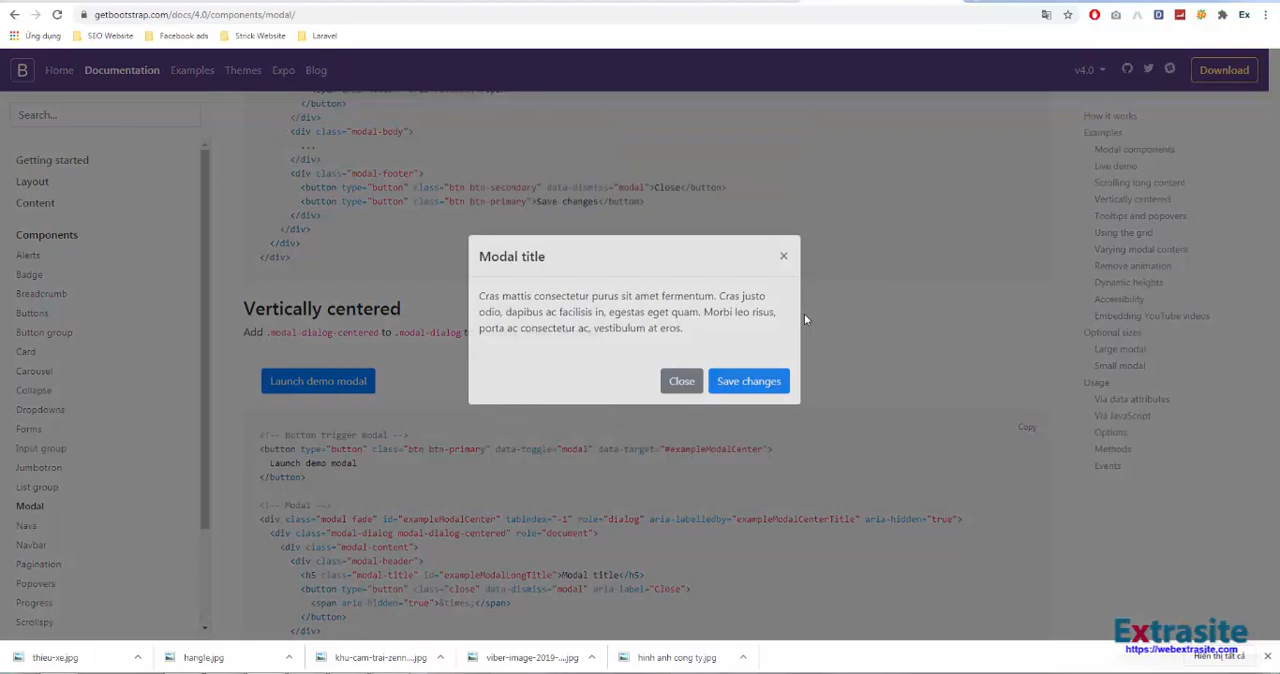 getbootstrap.com/docs/4.0/components/modal/
Ex
Ứng dụng SEO Website Facebook ads Strick Website Laravel
B Home Documentation Examples Themes Expo Blog v4.0 Download
Search...
Getting started
Layout
Content
Components
Alerts
Badge
Breadcrumb
Buttons
Button group
Card
Carousel
Collapse
Dropdowns
Forms
Input group
Jumbotron
List group
Modal
Navs
Navbar
Pagination
Popovers
Progress
Scrollspy
</button>
</div>
<div class="modal-body">
...
</div>
<div class="modal-footer">
<button type="button" class="btn btn-secondary" data-dismiss="modal">Close</button>
<button type="button" class="btn btn-primary">Save changes</button>
</div>
</div>
</div>
</div>
Vertically centered
Add .modal-dialog-centered to .modal-dialog t
Launch demo modal
Modal title ×
Cras mattis consectetur purus sit amet fermentum. Cras justo
odio, dapibus ac facilisis in, egestas eget quam. Morbi leo risus,
porta ac consectetur ac, vestibulum at eros.
Close Save changes
Copy
<!-- Button trigger modal -->
<button type="button" class="btn btn-primary" data-toggle="modal" data-target="#exampleModalCenter">
Launch demo modal
</button>
<!-- Modal -->
<div class="modal fade" id="exampleModalCenter" tabindex="-1" role="dialog" aria-labelledby="exampleModalCenterTitle" aria-hidden="true">
<div class="modal-dialog modal-dialog-centered" role="document">
<div class="modal-content">
<div class="modal-header">
<h5 class="modal-title" id="exampleModalLongTitle">Modal title</h5>
<button type="button" class="close" data-dismiss="modal" aria-label="Close">
<span aria-hidden="true">&times;</span>
</button>
</div>
How it works
Examples
Modal components
Live demo
Scrolling long content
Vertically centered
Tooltips and popovers
Using the grid
Varying modal content
Remove animation
Dynamic heights
Accessibility
Embedding YouTube videos
Optional sizes
Large modal
Small modal
Usage
Via data attributes
Via JavaScript
Options
Methods
Events
Extrasite
https://webextrasite.com
thieu-xe.jpg hangle.jpg khu-cam-trai-zenn....jpg viber-image-2019-....jpg hinh anh cong ty.jpg Hiển thị tất cả